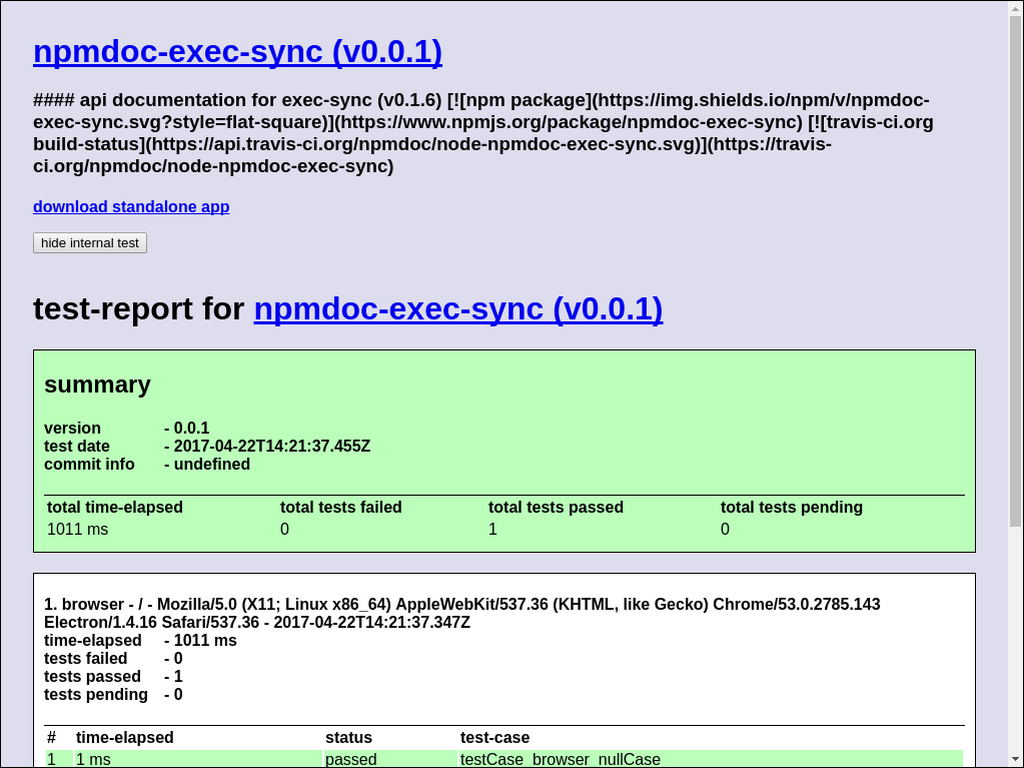 npmdoc-exec-sync (v0.0.1)
#### api documentation for exec-sync (v0.1.6) [![npm package](https://img.shields.io/npm/v/npmdoc-
exec-sync.svg?style=flat-square)](https://www.npmjs.org/package/npmdoc-exec-sync) [![travis-ci.org
build-status](https://api.travis-ci.org/npmdoc/node-npmdoc-exec-sync.svg)](https://travis-
ci.org/npmdoc/node-npmdoc-exec-sync)
download standalone app
hide internal test
test-report for npmdoc-exec-sync (v0.0.1)
summary
version - 0.0.1
test date - 2017-04-22T14:21:37.455Z
commit info - undefined
total time-elapsed total tests failed total tests passed total tests pending
1011 ms 0 1 0
1. browser - / - Mozilla/5.0 (X11; Linux x86_64) AppleWebKit/537.36 (KHTML, like Gecko) Chrome/53.0.2785.143
Electron/1.4.16 Safari/537.36 - 2017-04-22T14:21:37.347Z
time-elapsed - 1011 ms
tests failed - 0
tests passed - 1
tests pending - 0
# time-elapsed status test-case
1 1 ms passed testCase_browser_nullCase